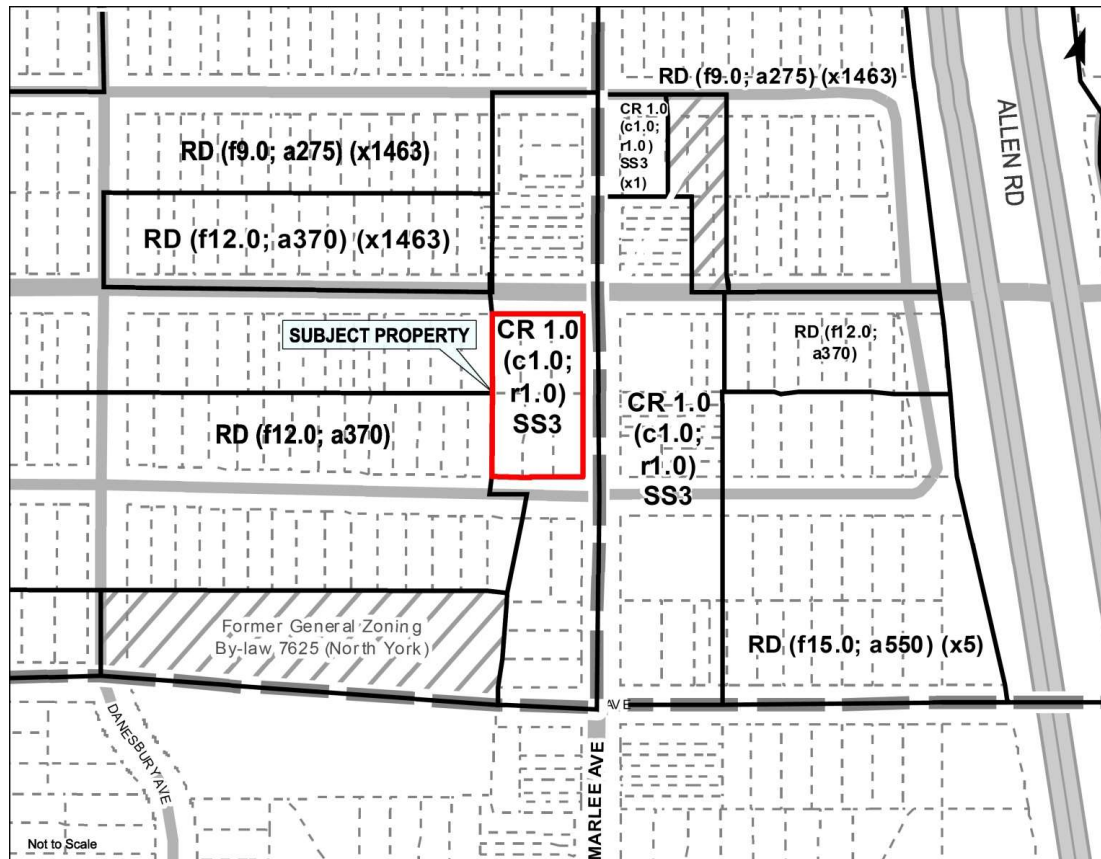 RD (f9.0; a275) (x1463)
CR 1.0
(c1.0;
r1.0)
SS3
(x1)
ALLEN RD
RD (f9.0; a275) (x1463)
RD (f12.0; a370) (x1463)
SUBJECT PROPERTY
CR 1.0
(c1.0;
r1.0)
SS3
RD (f12.0;
a370)
CR 1.0
(c1.0;
r1.0)
SS3
RD (f12.0; a370)
Former General Zoning
By-law 7625 (North York)
RD (f15.0; a550) (x5)
AVE
DANESBURY AVE
MARLEE AVE
Not to Scale